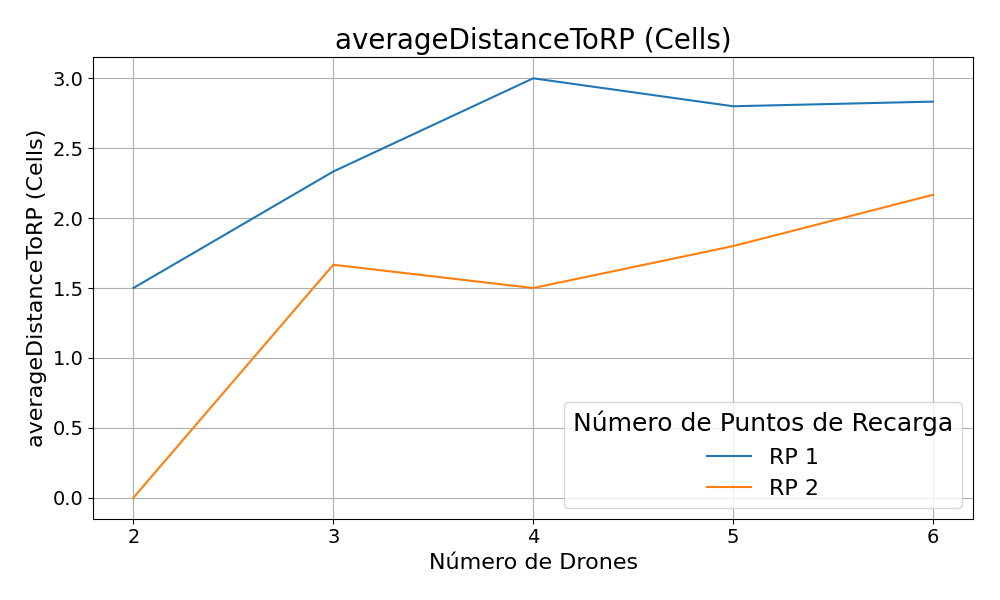 averageDistanceToRP (Cells)
averageDistanceToRP (Cells)
3.0
2.5
2.0
1.5
1.0
0.5
0.0
Número de Puntos de Recarga
RP 1
RP 2
2 3 4 5 6
Número de Drones